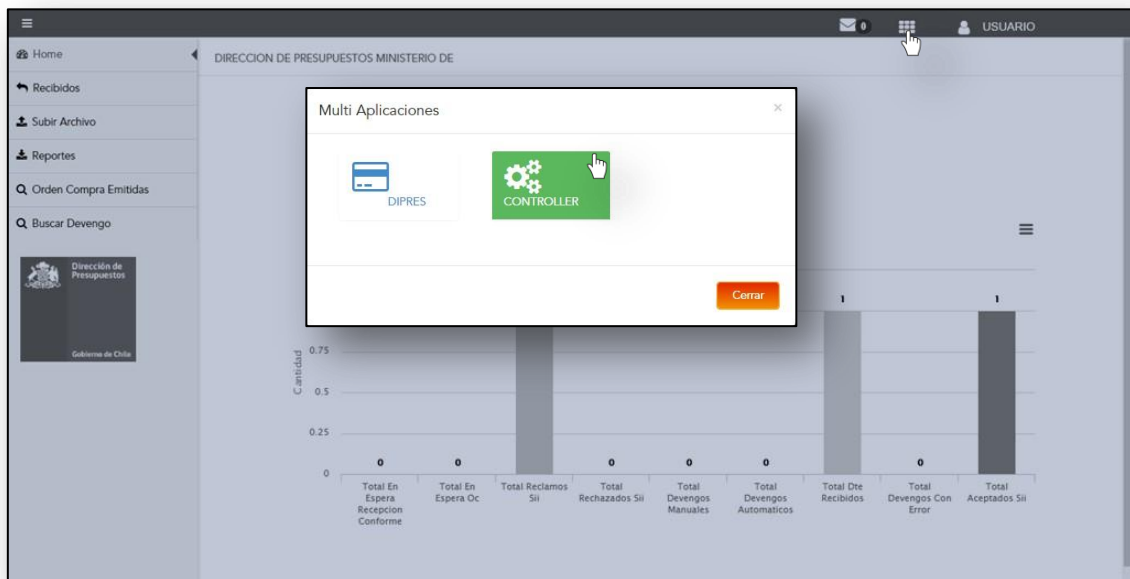 0
USUARIO
Home
DIRECCION DE PRESUPUESTOS MINISTERIO DE
Recibidos
Subir Archivo
Reportes
Orden Compra Emitidas
Buscar Devengo
Dirección de
Presupuestos
Gobierno de Chile
Multi Aplicaciones
×
DIPRES
CONTROLLER
Cerrar
1
1
Cantidad
0.75
0.5
0.25
0
0
0
0
0
0
0
Total En
Espera
Recepcion
Conforme
Total En
Espera Oc
Total Reclamos
Sii
Total
Rechazados Sii
Total
Devengos
Manuales
Total
Devengos
Automaticos
Total Dte
Recibidos
Total
Devengos Con
Error
Total
Aceptados Sii